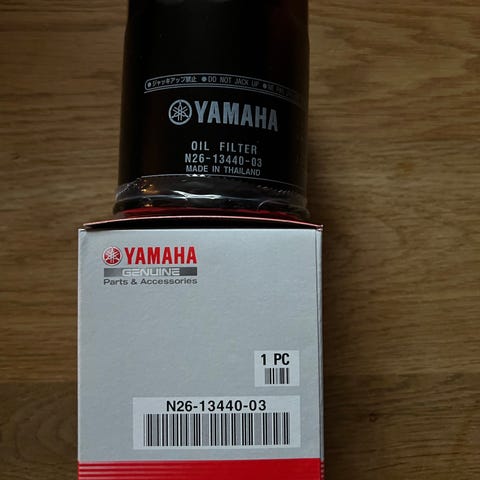 ●ジャッキアップ禁止 ●DO NOT JACK UP
YAMAHA
OIL FILTER
N26-13440-03
MADE IN THAILAND
YAMAHA
GENUINE
Parts & Accessories
1 PC
N26-13440-03